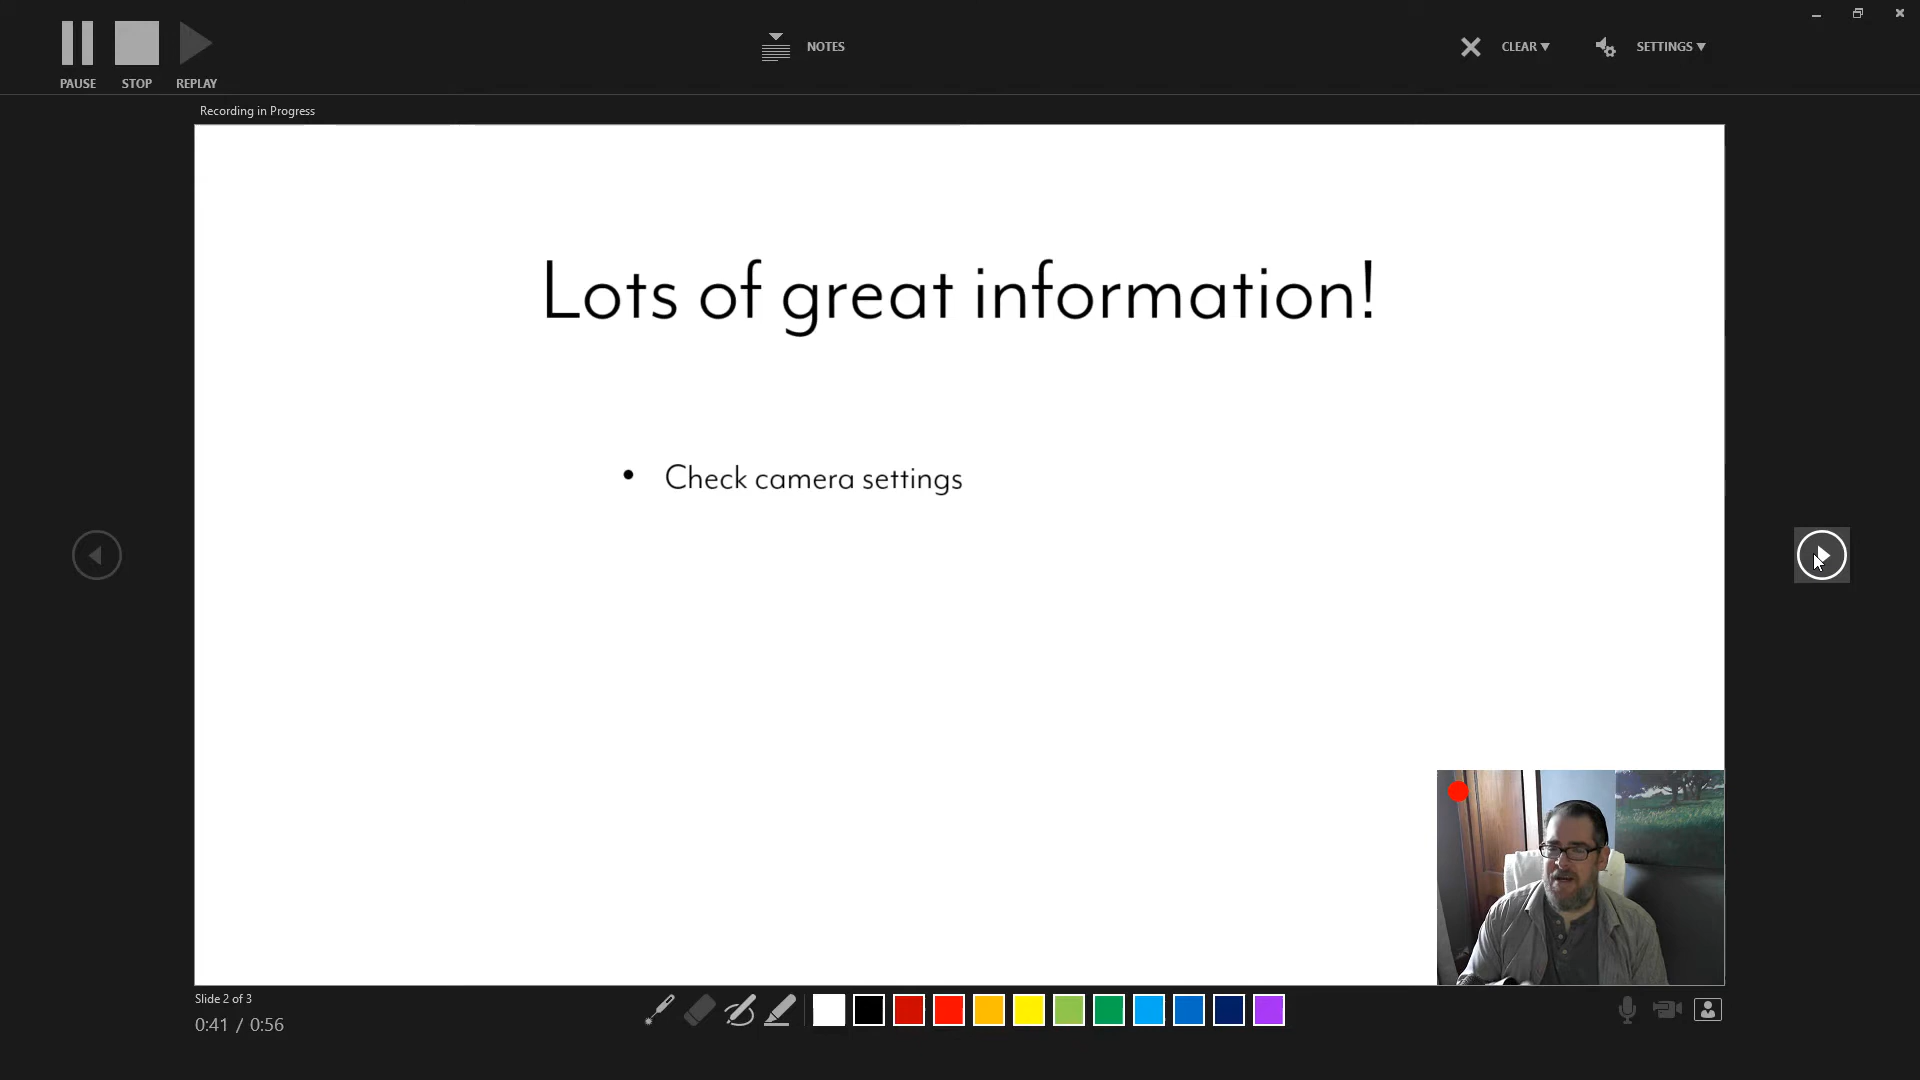 PAUSE STOP REPLAY
NOTES
CLEAR
SETTINGS
Recording in Progress
Lots of great information!
• Check camera settings
Slide 2 of 3
0:41 / 0:56